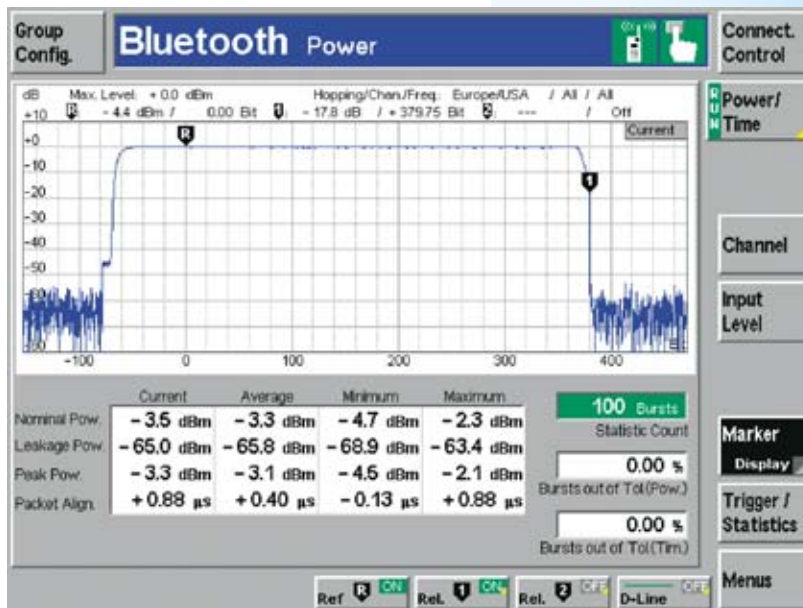 Group Config.
Bluetooth Power
Connect. Control
dB Max. Level: + 0.0 dBm Hopping/Chan./Freq.: Europe/USA / All / All
+10 R - 4.4 dBm / 0.00 Bit 1: - 17.8 dB / + 379.75 Bit 2: --- / Off
Current
R
1
+0
-10
-20
-30
-40
-50
-100 0 100 200 300 400
Current Average Minimum Maximum
Nominal Pow. - 3.5 dBm - 3.3 dBm - 4.7 dBm - 2.3 dBm
Leakage Pow. - 65.0 dBm - 65.8 dBm - 68.9 dBm - 63.4 dBm
Peak Pow. - 3.3 dBm - 3.1 dBm - 4.5 dBm - 2.1 dBm
Packet Align. + 0.88 µs + 0.40 µs - 0.13 µs + 0.88 µs
100 Bursts
Statistic Count
0.00 %
Bursts out of Tol(Pow.)
0.00 %
Bursts out of Tol(Tim.)
RUN
Power/ Time
Channel
Input Level
Marker
Display
Trigger / Statistics
Menus
Ref R ON
Rel. 1 ON
Rel. 2 OFF
D-Line OFF